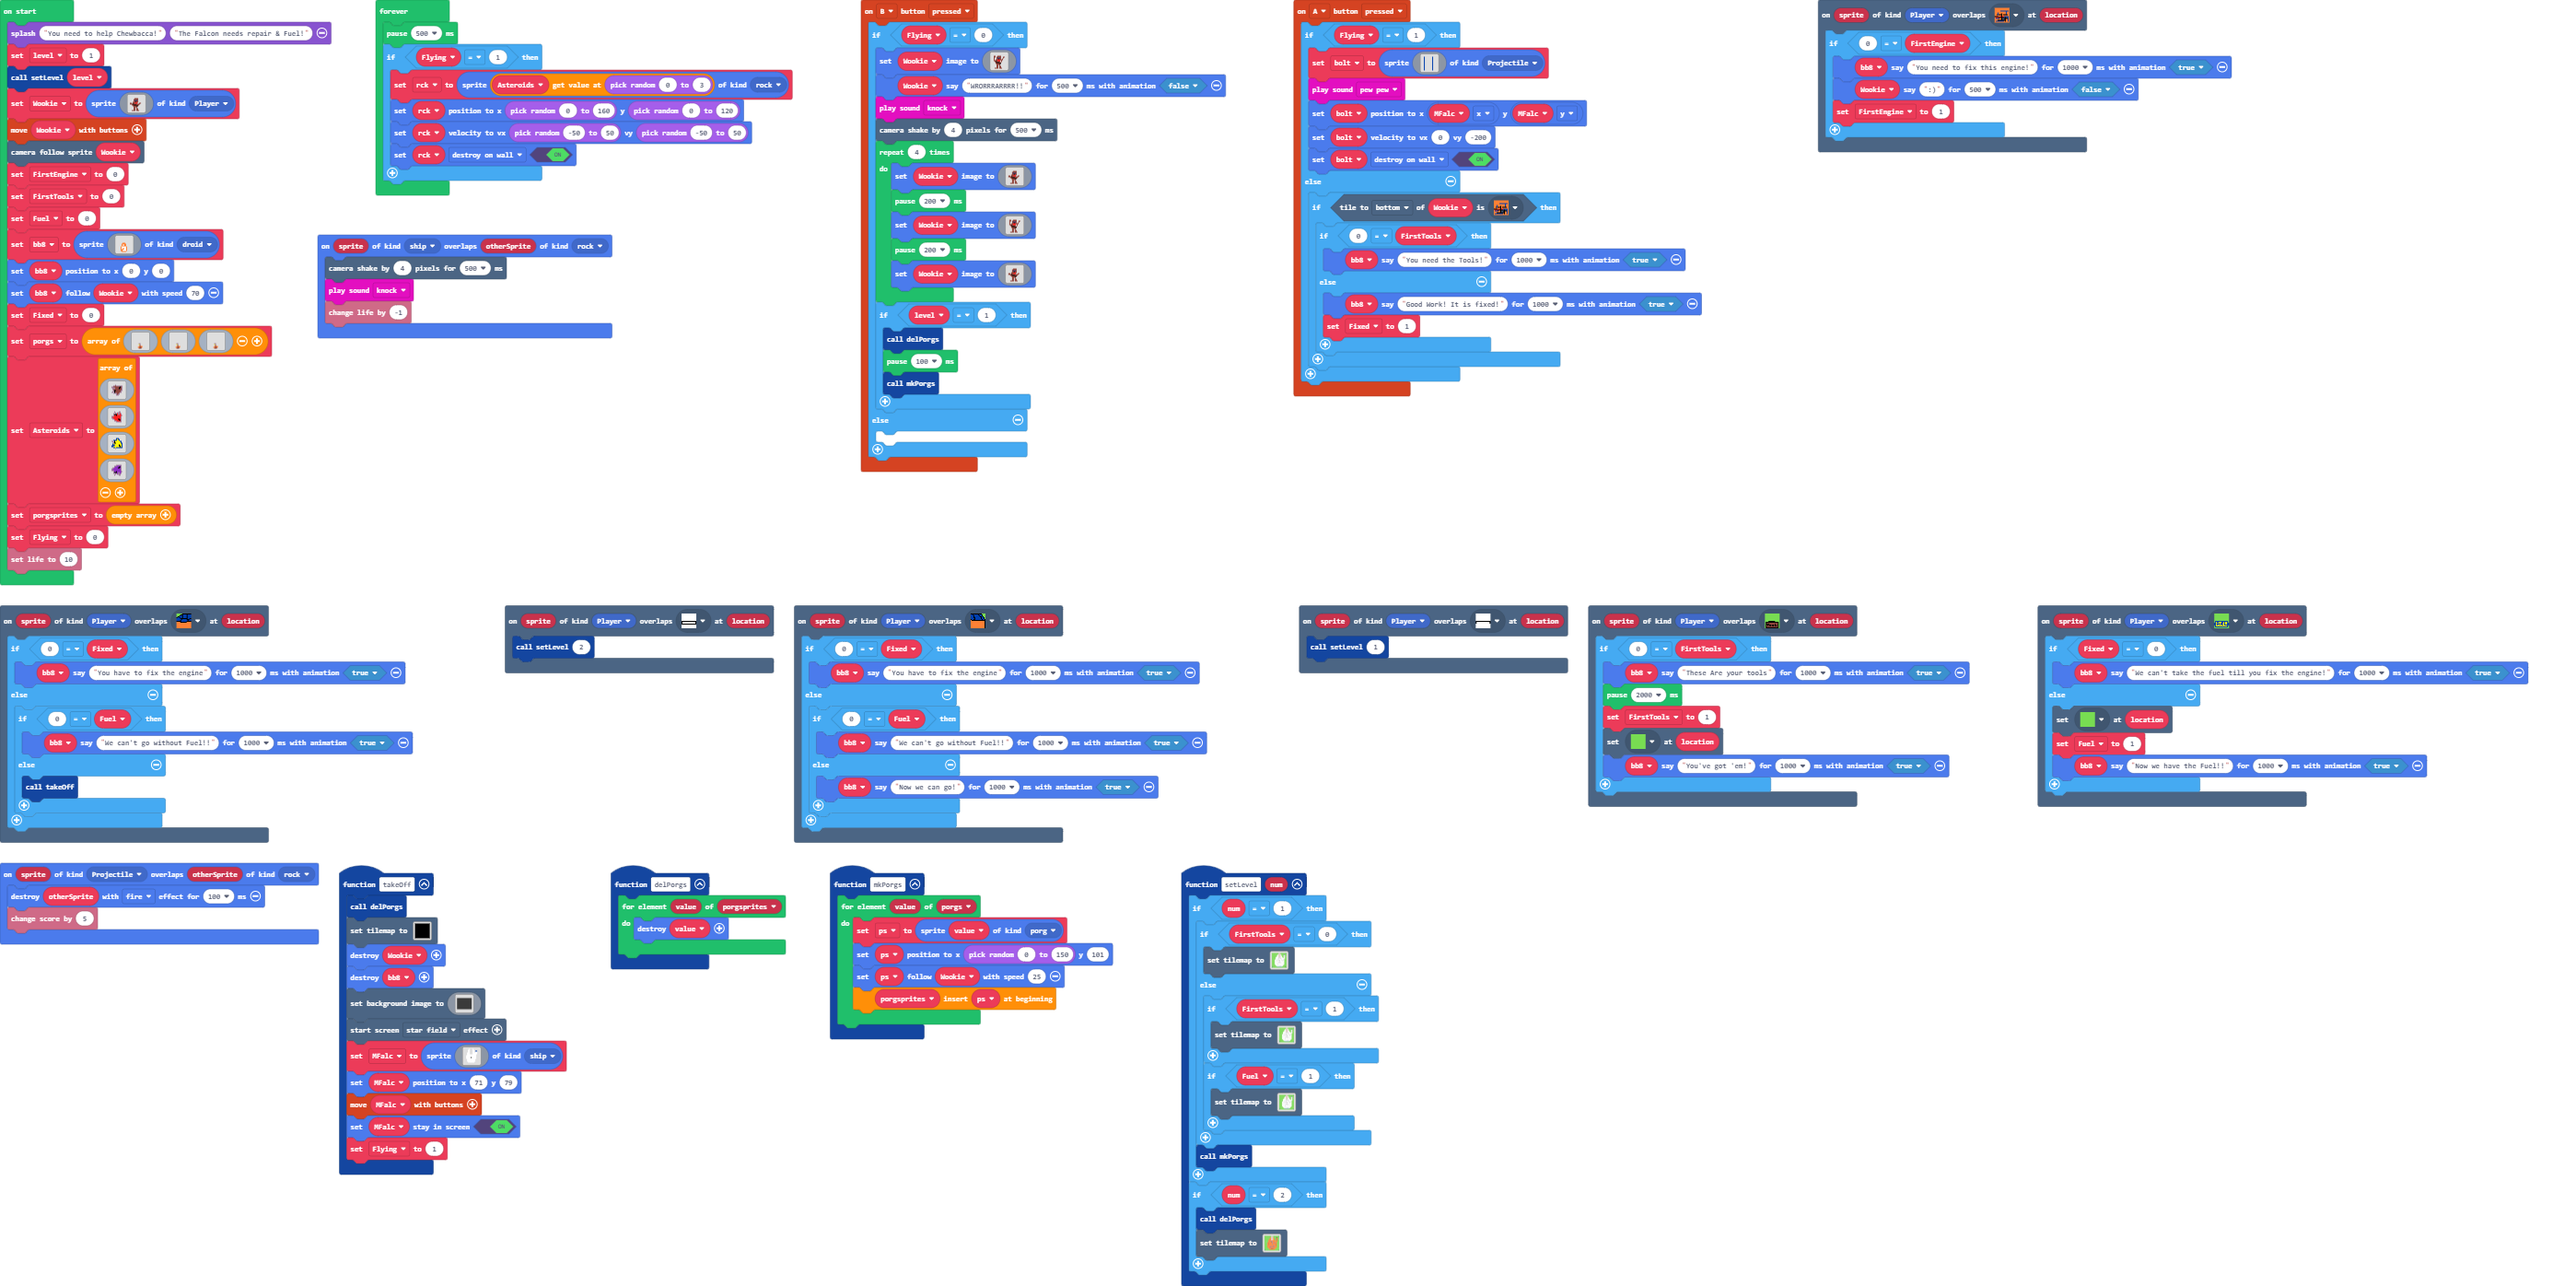 on start
splash "You need to help Chewbacca!" "The Falcon needs repair & Fuel!"
set level to 1
call setLevel level
set Wookie to sprite of kind Player
move Wookie with buttons
camera follow sprite Wookie
set FirstEngine to 0
set FirstTools to 0
set Fuel to 0
set bb8 to sprite of kind droid
set bb8 position to x 0 y 0
set bb8 follow Wookie with speed 70
set Fixed to 0
set porgs to array of
set Asteroids to array of
set porgsprites to empty array
set Flying to 0
set life to 10
forever
pause 500 ms
if Flying = 1 then
set rck to sprite Asteroids get value at pick random 0 to 3 of kind rock
set rck position to x pick random 0 to 160 y pick random 0 to 120
set rck velocity to vx pick random -50 to 50 vy pick random -50 to 50
set rck destroy on wall ON
on sprite of kind ship overlaps otherSprite of kind rock
camera shake by 4 pixels for 500 ms
play sound knock
change life by -1
on B button pressed
if Flying = 0 then
set Wookie image to
Wookie say "WRORRRARRRR!!" for 500 ms with animation false
play sound knock
camera shake by 4 pixels for 500 ms
repeat 4 times
do set Wookie image to
pause 200 ms
set Wookie image to
pause 200 ms
set Wookie image to
if level = 1 then
call delPorgs
pause 100 ms
call mkPorgs
else
on A button pressed
if Flying = 1 then
set bolt to sprite of kind Projectile
play sound pew pew
set bolt position to x MFalc x y MFalc y
set bolt velocity to vx 0 vy -200
set bolt destroy on wall ON
else
if tile to bottom of Wookie is then
if 0 = FirstTools then
bb8 say "You need the Tools!" for 1000 ms with animation true
else
bb8 say "Good Work! It is fixed!" for 1000 ms with animation true
set Fixed to 1
on sprite of kind Player overlaps at location
if 0 = FirstEngine then
bb8 say "You need to fix this engine!" for 1000 ms with animation true
Wookie say ":)" for 500 ms with animation false
set FirstEngine to 1
on sprite of kind Player overlaps at location
if 0 = Fixed then
bb8 say "You have to fix the engine" for 1000 ms with animation true
else
if 0 = Fuel then
bb8 say "We can't go without Fuel!!" for 1000 ms with animation true
else
call takeOff
on sprite of kind Player overlaps at location
call setLevel 2
on sprite of kind Player overlaps at location
if 0 = Fixed then
bb8 say "You have to fix the engine" for 1000 ms with animation true
else
if 0 = Fuel then
bb8 say "We can't go without Fuel!!" for 1000 ms with animation true
else
bb8 say "Now we can go!" for 1000 ms with animation true
on sprite of kind Player overlaps at location
call setLevel 1
on sprite of kind Player overlaps at location
if 0 = FirstTools then
bb8 say "These Are your tools" for 1000 ms with animation true
pause 2000 ms
set FirstTools to 1
set at location
bb8 say "You've got 'em!" for 1000 ms with animation true
on sprite of kind Player overlaps at location
if Fixed = 0 then
bb8 say "We can't take the fuel till you fix the engine!" for 1000 ms with animation true
else
set at location
set Fuel to 1
bb8 say "Now we have the Fuel!!" for 1000 ms with animation true
on sprite of kind Projectile overlaps otherSprite of kind rock
destroy otherSprite with fire effect for 100 ms
change score by 5
function takeOff
call delPorgs
set tilemap to
destroy Wookie
destroy bb8
set background image to
start screen star field effect
set MFalc to sprite of kind ship
set MFalc position to x 71 y 79
move MFalc with buttons
set MFalc stay in screen ON
set Flying to 1
function delPorgs
for element value of porgsprites
do destroy value
function mkPorgs
for element value of porgs
do set ps to sprite value of kind porg
set ps position to x pick random 0 to 150 y 101
set ps follow Wookie with speed 25
porgsprites insert ps at beginning
function setLevel num
if num = 1 then
if FirstTools = 0 then
set tilemap to
else
if FirstTools = 1 then
set tilemap to
if Fuel = 1 then
set tilemap to
call mkPorgs
if num = 2 then
call delPorgs
set tilemap to